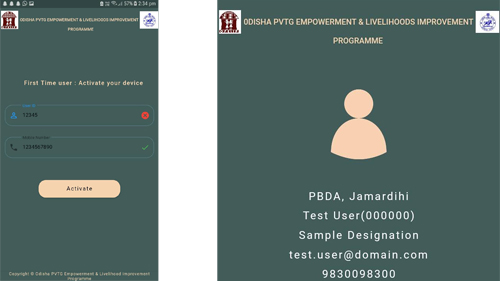 57% 2:34 pm
ODISHA PVTG EMPOWERMENT & LIVELIHOODS IMPROVEMENT
PROGRAMME
First Time user : Activate your device
User ID
12345
Mobile Number
1234567890
Activate
Copyright © Odisha PVTG Empowerment & Livelihood Improvement
Programme
ODISHA PVTG EMPOWERMENT & LIVELIHOODS IMPROVEMENT
PROGRAMME
PBDA, Jamardihi
Test User(000000)
Sample Designation
test.user@domain.com
9830098300